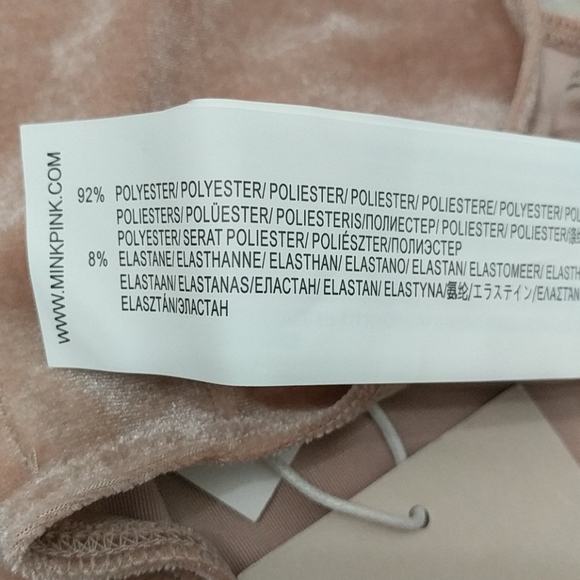 WWW.MINKPINK.COM
92% POLYESTER/ POLYESTER/ POLIESTER/ POLIESTER/ POLIESTERE/ POLYESTER/
POLIESTERS/ POLÜESTER/ POLIESTERIS/ПОЛИЕСТЕР/ POLIESTER/ POLIESTER/
POLYESTER/ SERAT POLIESTER/ POLIÉSZTER/ПОЛИЭСТЕР
8% ELASTANE/ ELASTHANNE/ ELASTHAN/ ELASTANO/ ELASTAN/ ELASTOMEER/
ELASTAAN/ ELASTANAS/ЕЛАСТАН/ ELASTAN/ ELASTYNA/氨纶/エラステイン/
ELASZTÁN/ЭЛАСТАН